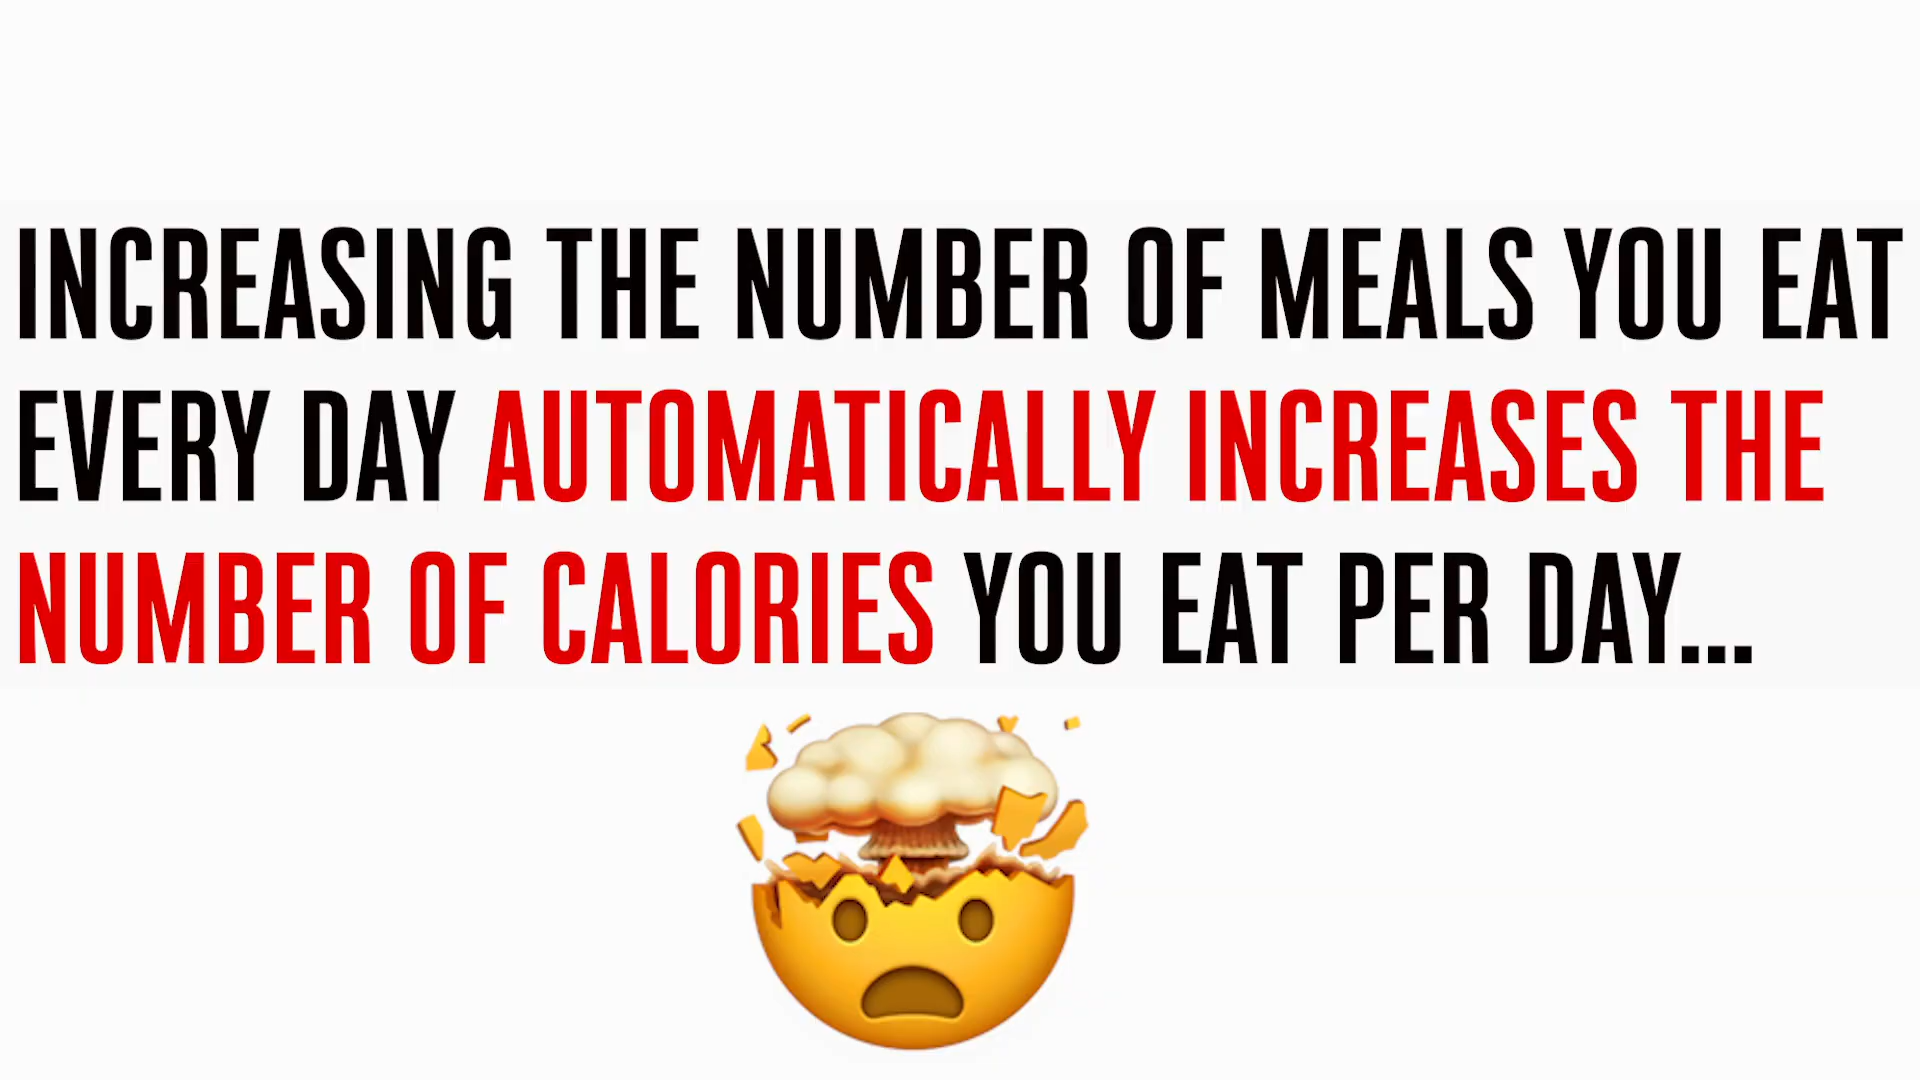 INCREASING THE NUMBER OF MEALS YOU EAT
EVERY DAY AUTOMATICALLY INCREASES THE
NUMBER OF CALORIES YOU EAT PER DAY...